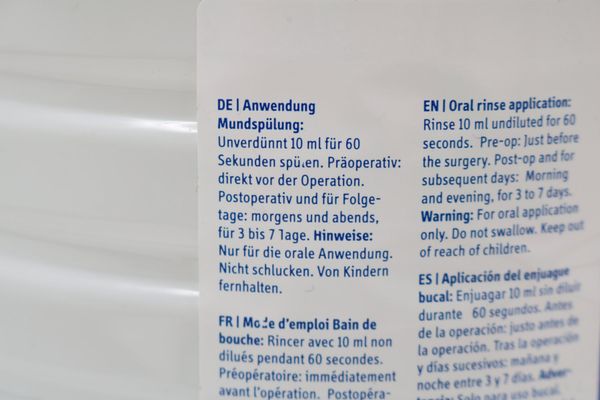 DE | Anwendung
Mundspülung:
Unverdünnt 10 ml für 60
Sekunden spülen. Präoperativ:
direkt vor der Operation.
Postoperativ und für Folge-
tage: morgens und abends,
für 3 bis 7 Tage. Hinweise:
Nur für die orale Anwendung.
Nicht schlucken. Von Kindern
fernhalten.
FR | Mode d'emploi Bain de
bouche: Rincer avec 10 ml non
dilués pendant 60 secondes.
Préopératoire: immédiatement
avant l'opération. Postopéra-
EN | Oral rinse application:
Rinse 10 ml undiluted for 60
seconds. Pre-op: Just before
the surgery. Post-op and for
subsequent days: Morning
and evening, for 3 to 7 days.
Warning: For oral application
only. Do not swallow. Keep out
of reach of children.
ES | Aplicación del enjuague
bucal: Enjuagar 10 ml sin diluir
durante 60 segundos. Antes
de la operación: justo antes de
la operación. Tras la operación
y días sucesivos: mañana y
noche entre 3 y 7 días. Adver-
tencia: Solo para uso bucal.